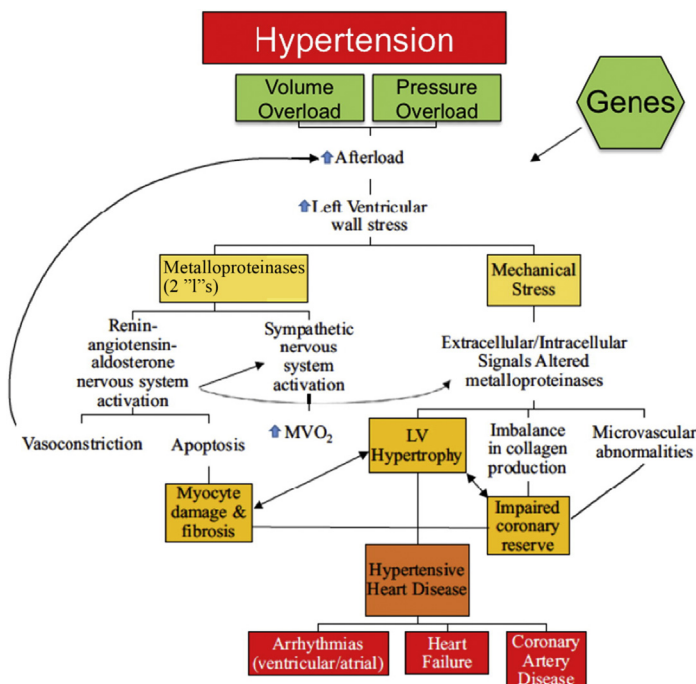 Hypertension
Volume
Overload
Pressure
Overload
Genes
Afterload
Left Ventricular
wall stress
Metalloproteinases
(2 ”l”s)
Mechanical
Stress
Renin-
angiotensin-
aldosterone
nervous system
activation
Sympathetic
nervous
system
activation
Extracellular/Intracellular
Signals Altered
metalloproteinases
Vasoconstriction
Apoptosis
MVO₂
LV
Hypertrophy
Imbalance
in collagen
production
Microvascular
abnormalities
Myocyte
damage &
fibrosis
Impaired
coronary
reserve
Hypertensive
Heart Disease
Arrhythmias
(ventricular/atrial)
Heart
Failure
Coronary
Artery
Disease